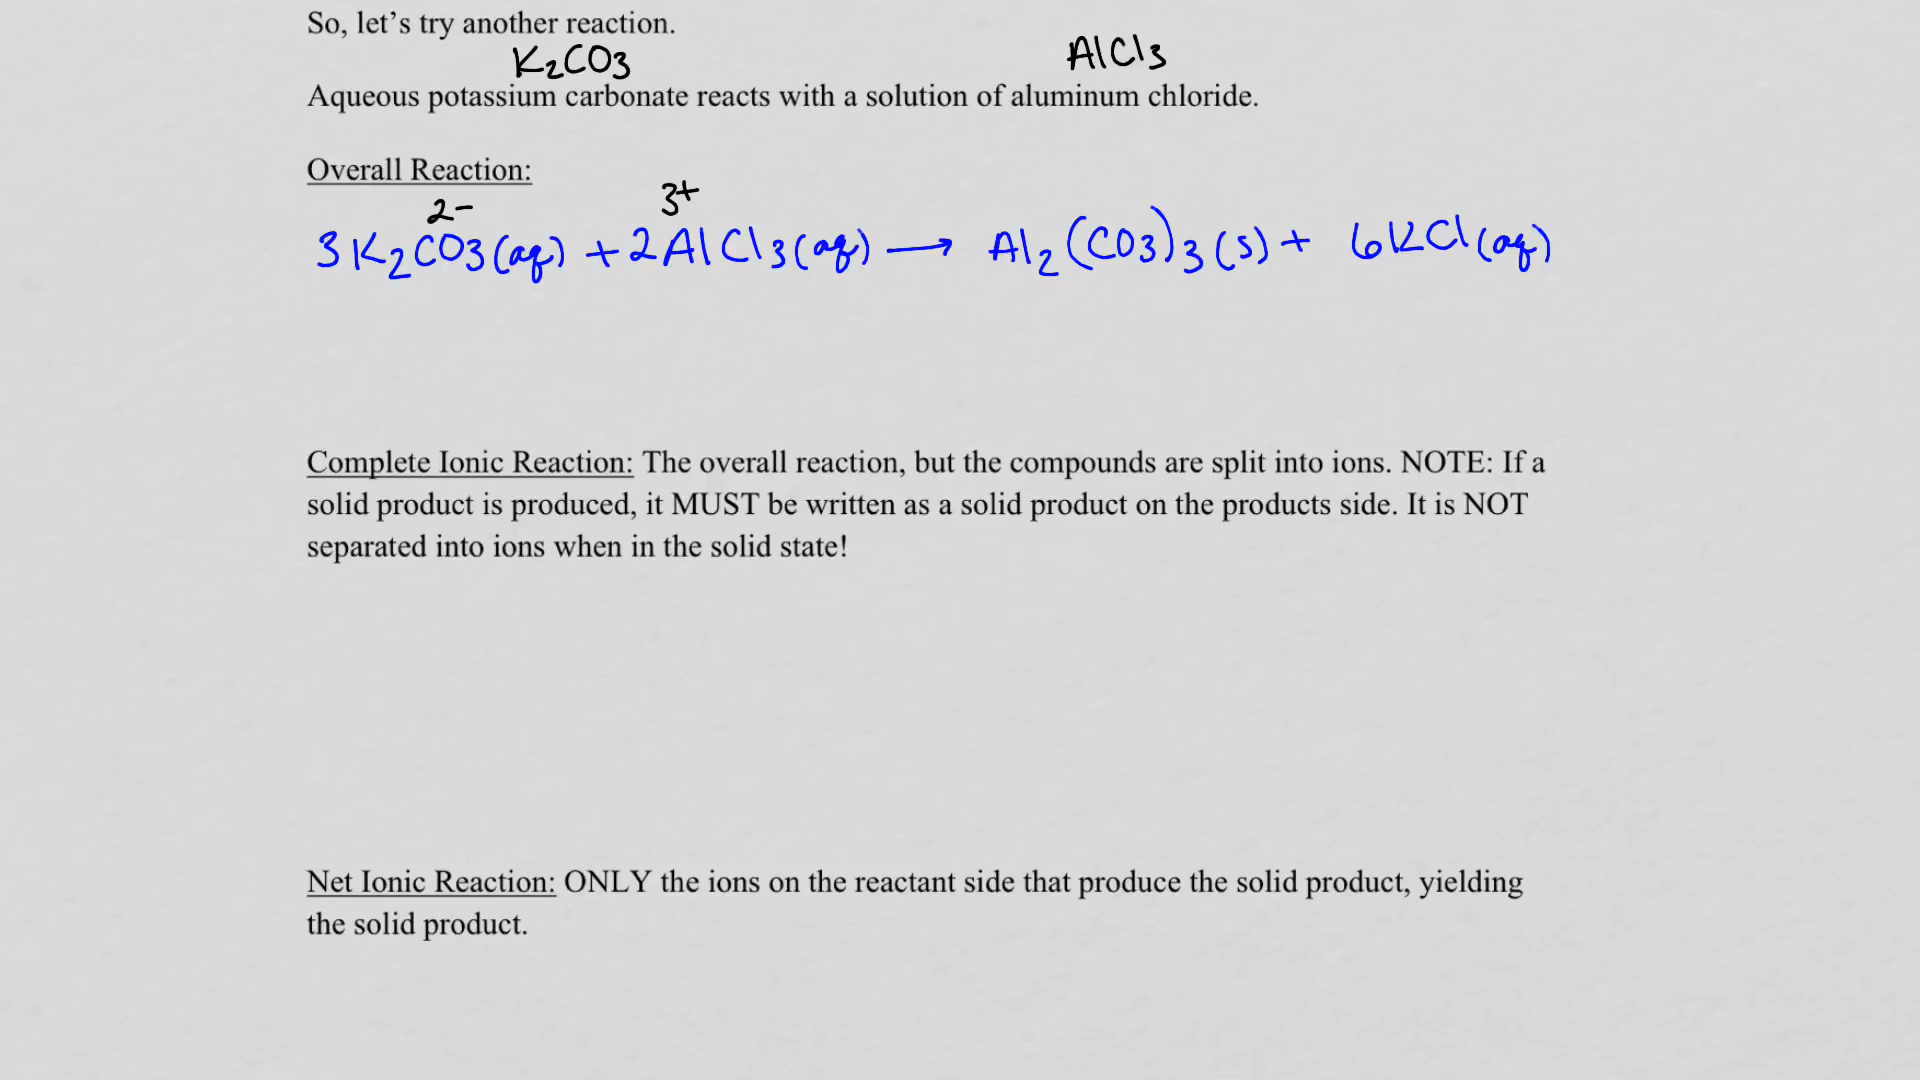 So, let’s try another reaction.
K2CO3 AlCl3
Aqueous potassium carbonate reacts with a solution of aluminum chloride.
Overall Reaction:
2− 3+
3K2CO3(aq) + 2AlCl3(aq) → Al2(CO3)3(s) + 6KCl(aq)
Complete Ionic Reaction: The overall reaction, but the compounds are split into ions. NOTE: If a
solid product is produced, it MUST be written as a solid product on the products side. It is NOT
separated into ions when in the solid state!
Net Ionic Reaction: ONLY the ions on the reactant side that produce the solid product, yielding
the solid product.